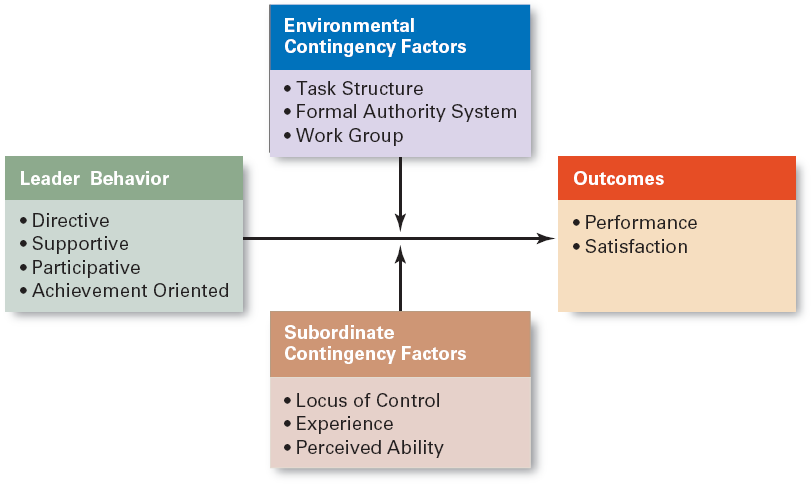 Environmental
Contingency Factors
• Task Structure
• Formal Authority System
• Work Group
Leader Behavior
• Directive
• Supportive
• Participative
• Achievement Oriented
Outcomes
• Performance
• Satisfaction
Subordinate
Contingency Factors
• Locus of Control
• Experience
• Perceived Ability